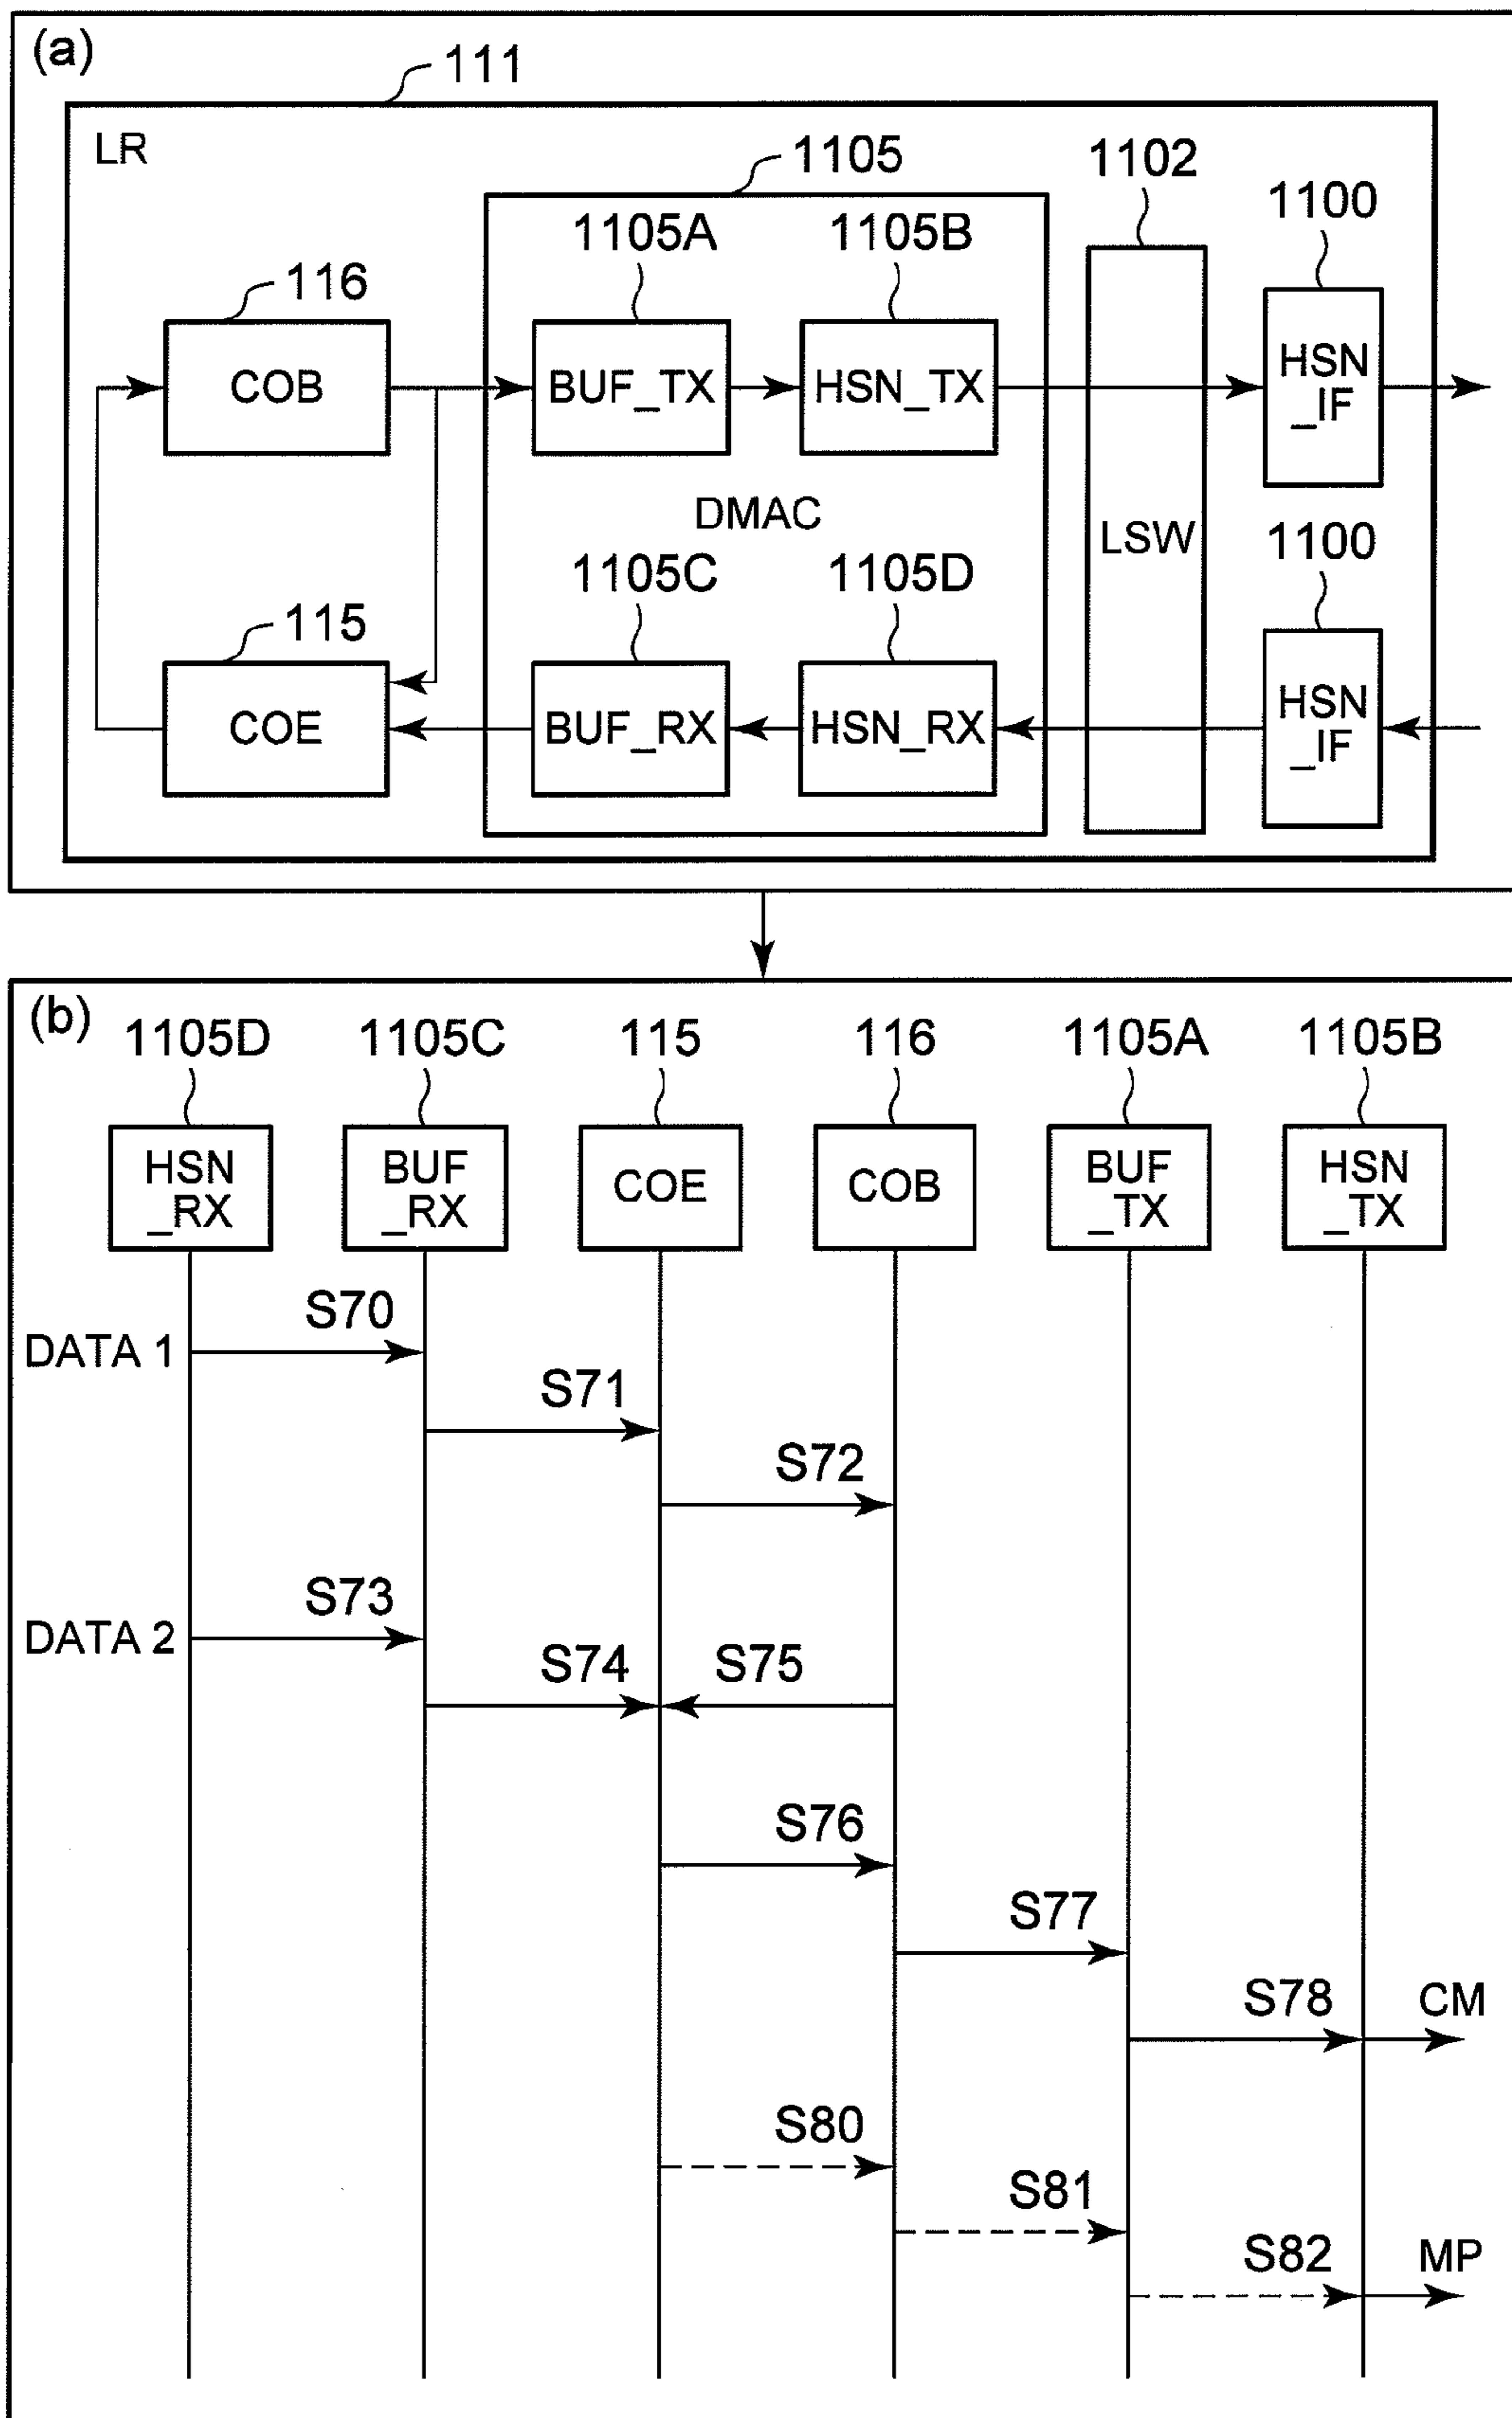 (a)
111
LR
1105
1102
1100
1105A
1105B
116
COB
BUF_TX
HSN_TX
HSN
_IF
DMAC
LSW
1100
1105C
1105D
115
COE
BUF_RX
HSN_RX
HSN
_IF
(b)
1105D
1105C
115
116
1105A
1105B
HSN
_RX
BUF
_RX
COE
COB
BUF
_TX
HSN
_TX
S70
DATA 1
S71
S72
S73
DATA 2
S74
S75
S76
S77
S78
CM
S80
S81
S82
MP